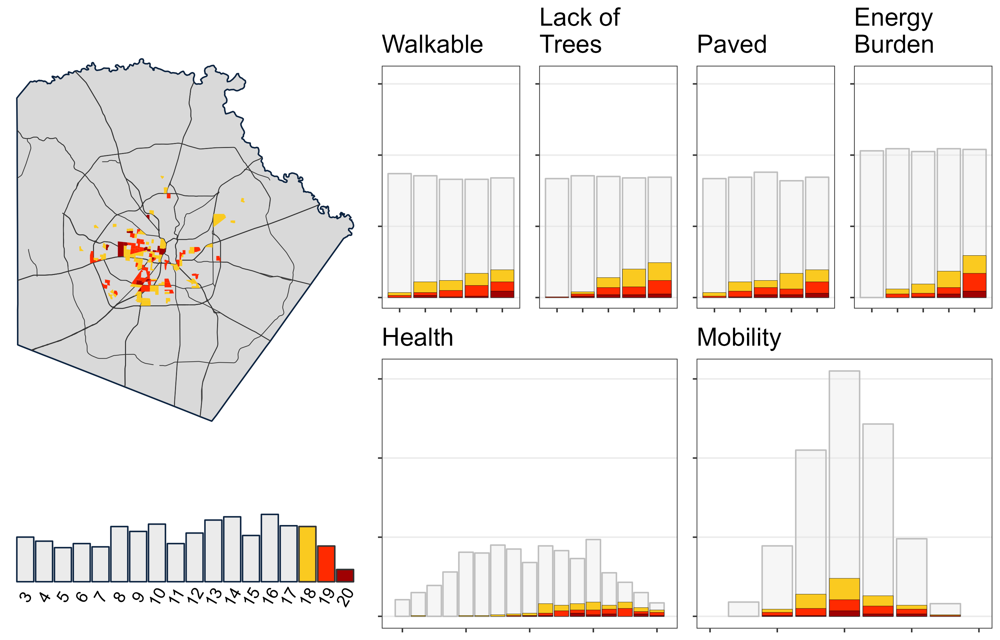 Walkable
Lack of
Trees
Paved
Energy
Burden
Health
Mobility
3 4 5 6 7 8 9 10 11 12 13 14 15 16 17 18 19 20